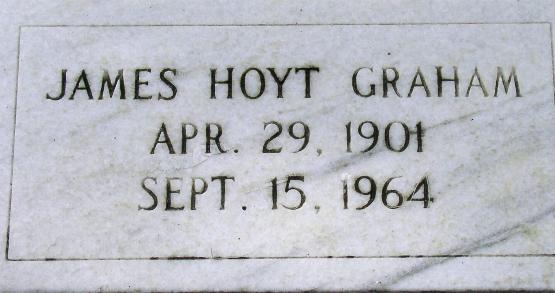 JAMES HOYT GRAHAM
APR. 29, 1901
SEPT. 15, 1964